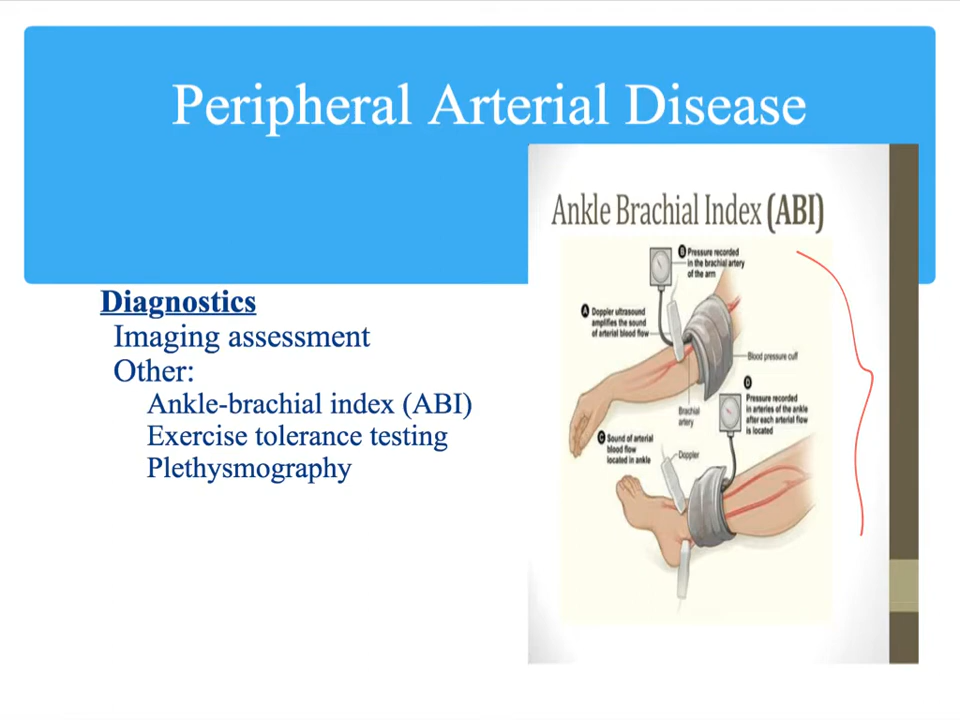 Peripheral Arterial Disease
Diagnostics
Imaging assessment
Other:
Ankle-brachial index (ABI)
Exercise tolerance testing
Plethysmography
Ankle Brachial Index (ABI)
B Pressure recorded
in the brachial artery
of the arm
A Doppler ultrasound
amplifies the sound
of arterial blood flow
Blood pressure cuff
Brachial
artery
D
Pressure recorded
in arteries of the ankle
after each arterial flow
is located
C Sound of arterial
blood flow
located in ankle
Doppler